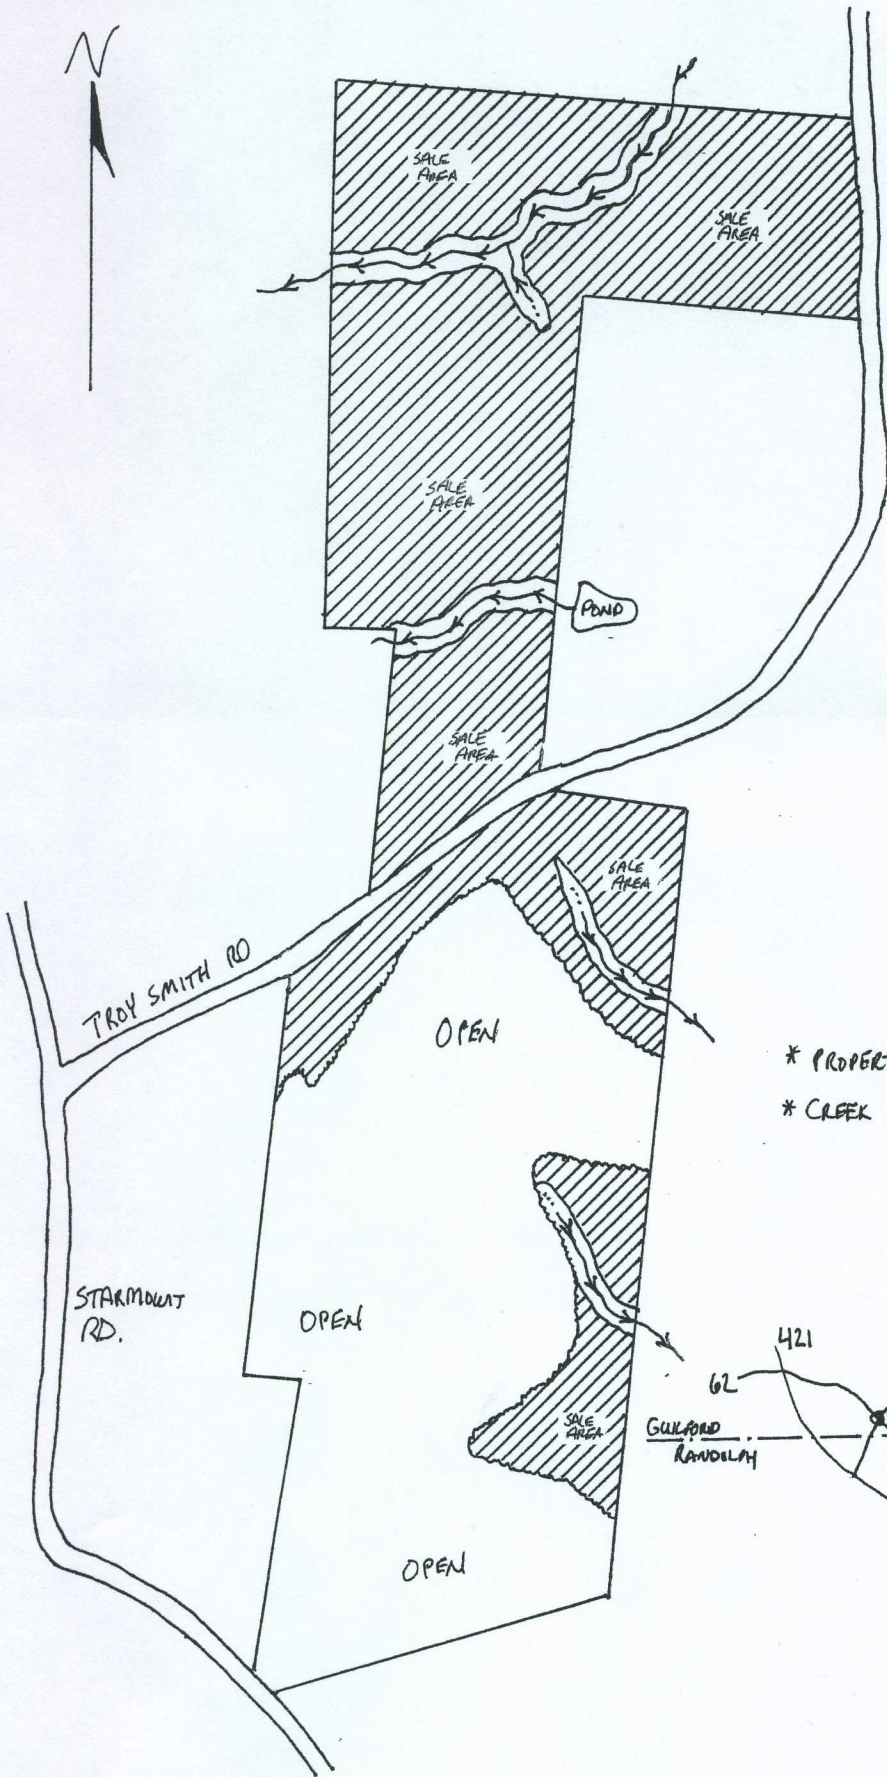 N
SALE
AREA
SALE
AREA
SALE
AREA
POND
SALE
AREA
SALE
AREA
TROY SMITH RD
OPEN
* PROPERT
* CREEK
STARMOUNT
RD.
OPEN
421
62
SALE
AREA
GUILFORD
RANDOLPH
OPEN